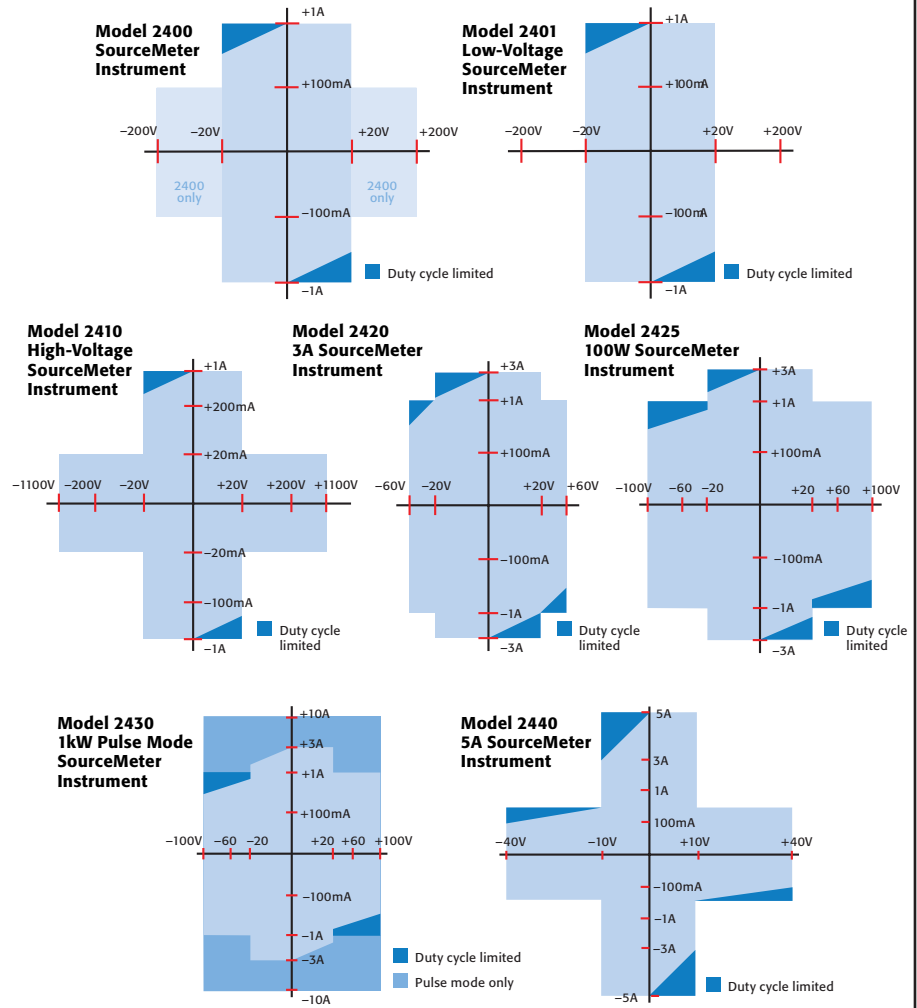 Model 2400
SourceMeter
Instrument
+1A
+100mA
−200V
−20V
+20V
+200V
2400
only
2400
only
−100mA
−1A
Duty cycle limited
Model 2401
Low-Voltage
SourceMeter
Instrument
+1A
+100mA
−200V
−20V
+20V
+200V
−100mA
−1A
Duty cycle limited
Model 2410
High-Voltage
SourceMeter
Instrument
+1A
+200mA
+20mA
−1100V
−200V
−20V
+20V
+200V
+1100V
−20mA
−100mA
−1A
Duty cycle
limited
Model 2420
3A SourceMeter
Instrument
+3A
+1A
+100mA
−60V
−20V
+20V
+60V
−100mA
−1A
−3A
Duty cycle
limited
Model 2425
100W SourceMeter
Instrument
+3A
+1A
+100mA
−100V
−60
−20
+20
+60
+100V
−100mA
−1A
−3A
Duty cycle
limited
Model 2430
1kW Pulse Mode
SourceMeter
Instrument
+10A
+3A
+1A
+100mA
−100V
−60
−20
+20
+60
+100V
−100mA
−1A
−3A
−10A
Duty cycle limited
Pulse mode only
Model 2440
5A SourceMeter
Instrument
5A
3A
1A
100mA
−40V
−10V
+10V
+40V
−100mA
−1A
−3A
−5A
Duty cycle limited